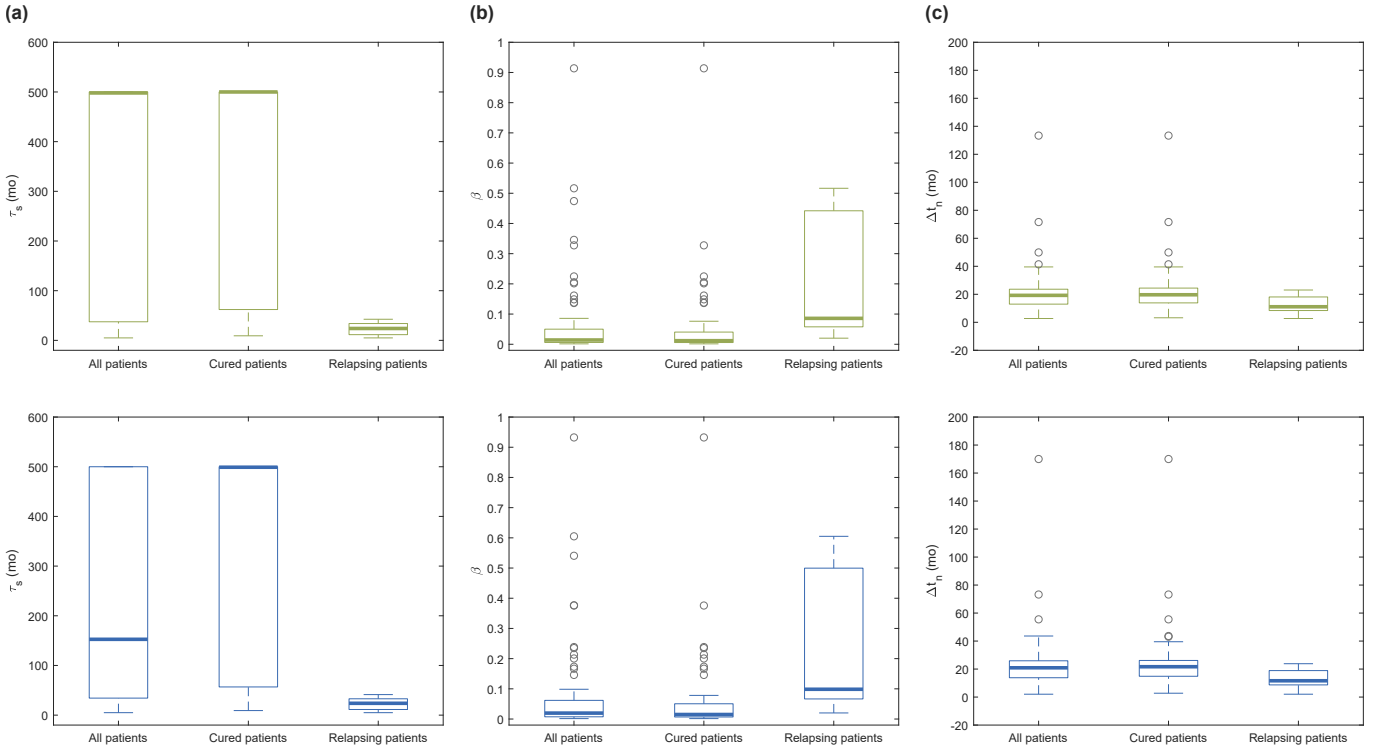 (a)
(b)
(c)
600
500
400
300
200
100
0
τs (mo)
All patients
Cured patients
Relapsing patients
1
0.9
0.8
0.7
0.6
0.5
0.4
0.3
0.2
0.1
0
β
All patients
Cured patients
Relapsing patients
200
180
160
140
120
100
80
60
40
20
0
-20
Δtn (mo)
All patients
Cured patients
Relapsing patients
600
500
400
300
200
100
0
τs (mo)
All patients
Cured patients
Relapsing patients
1
0.9
0.8
0.7
0.6
0.5
0.4
0.3
0.2
0.1
0
β
All patients
Cured patients
Relapsing patients
200
180
160
140
120
100
80
60
40
20
0
-20
Δtn (mo)
All patients
Cured patients
Relapsing patients